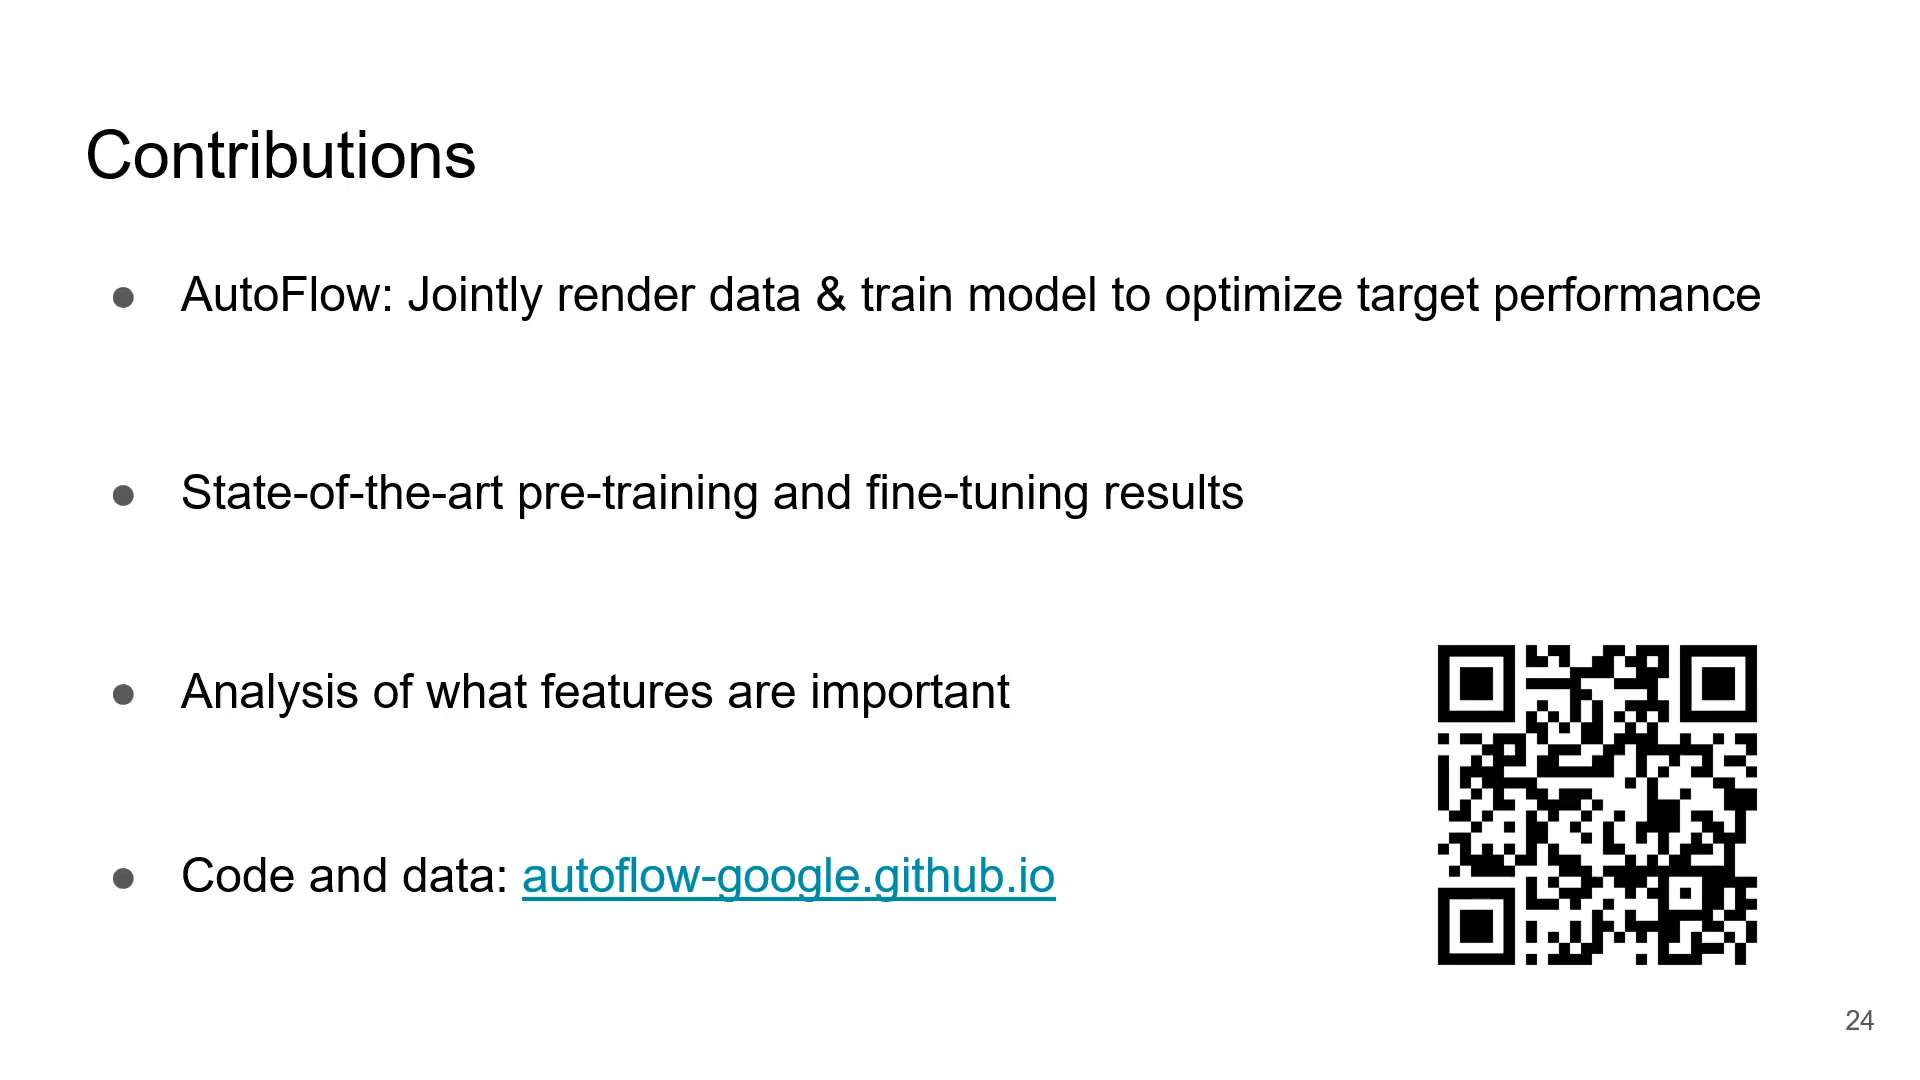 Contributions
● AutoFlow: Jointly render data & train model to optimize target performance
● State-of-the-art pre-training and fine-tuning results
● Analysis of what features are important
● Code and data: autoflow-google.github.io
24